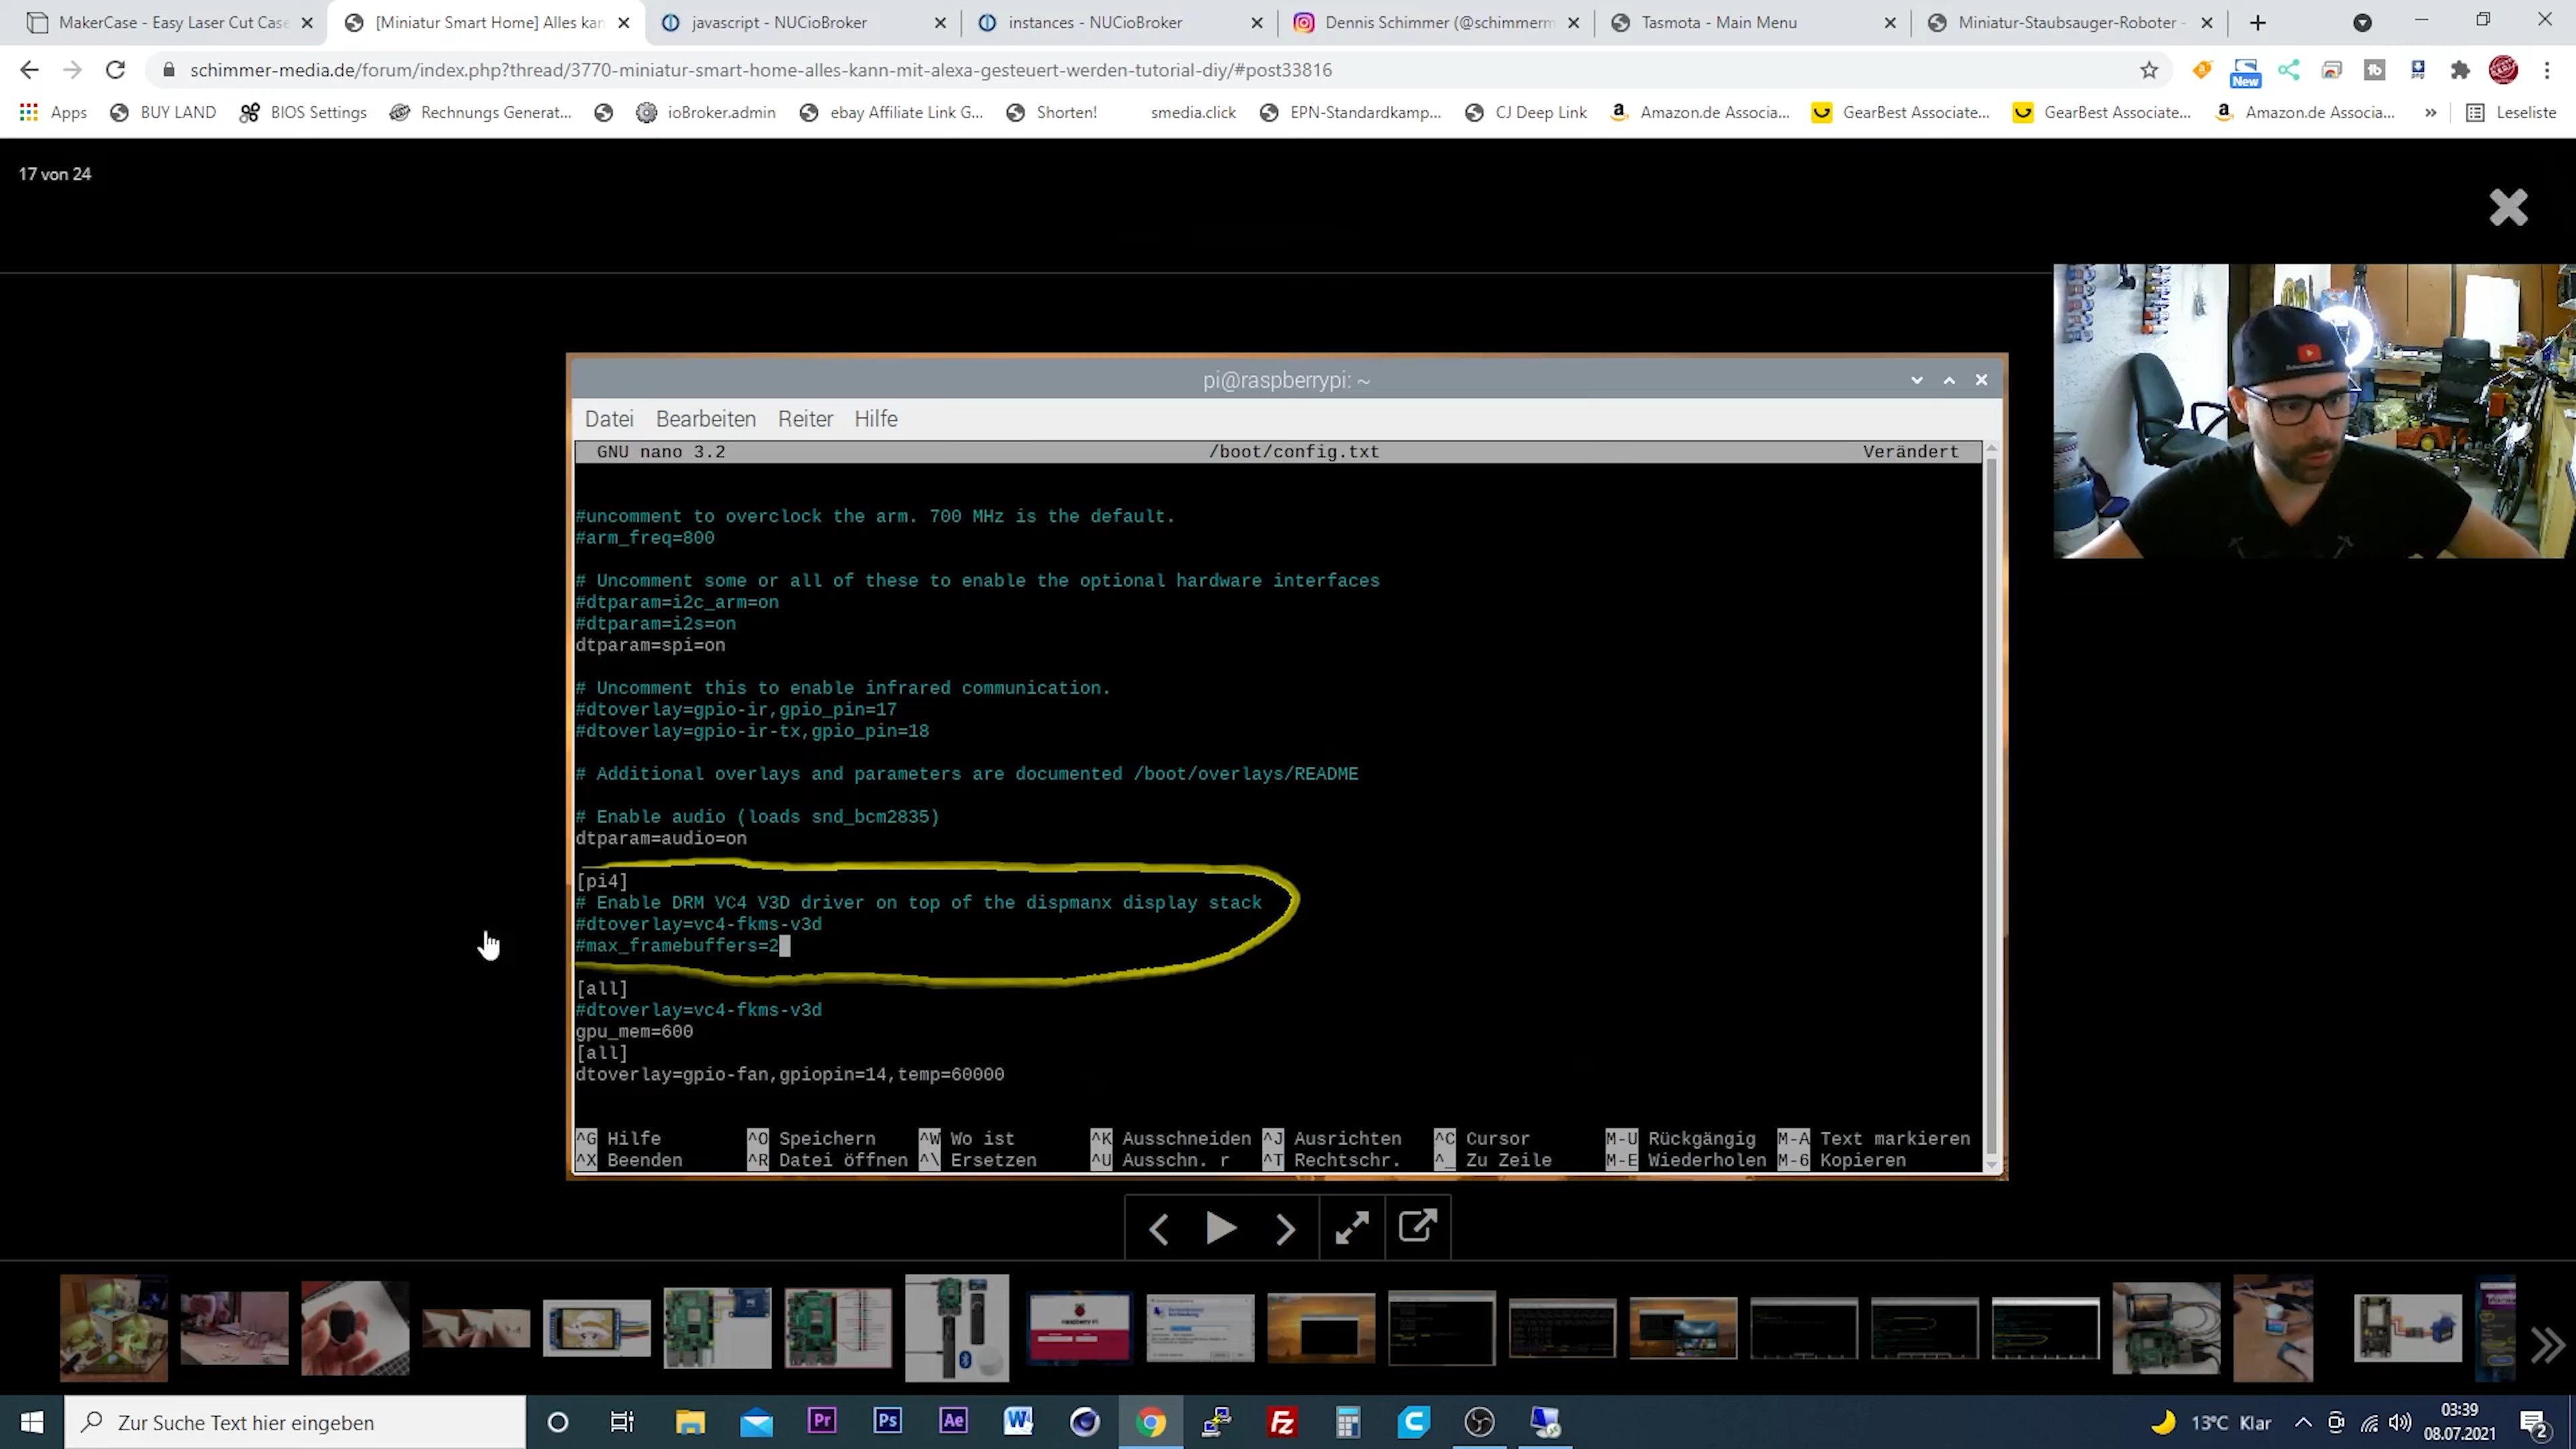 MakerCase - Easy Laser Cut Case
[Miniatur Smart Home] Alles kan
javascript - NUCioBroker
instances - NUCioBroker
Dennis Schimmer (@schimmerm
Tasmota - Main Menu
Miniatur-Staubsauger-Roboter -
schimmer-media.de/forum/index.php?thread/3770-miniatur-smart-home-alles-kann-mit-alexa-gesteuert-werden-tutorial-diy/#post33816
New
Apps
BUY LAND
BIOS Settings
Rechnungs Generat...
ioBroker.admin
ebay Affiliate Link G...
Shorten!
smedia.click
EPN-Standardkamp...
CJ Deep Link
Amazon.de Associa...
GearBest Associate...
GearBest Associate...
Amazon.de Associa...
»
Leseliste
17 von 24
pi@raspberrypi: ~
Datei Bearbeiten Reiter Hilfe
GNU nano 3.2 /boot/config.txt Verändert
#uncomment to overclock the arm. 700 MHz is the default.
#arm_freq=800
# Uncomment some or all of these to enable the optional hardware interfaces
#dtparam=i2c_arm=on
#dtparam=i2s=on
dtparam=spi=on
# Uncomment this to enable infrared communication.
#dtoverlay=gpio-ir,gpio_pin=17
#dtoverlay=gpio-ir-tx,gpio_pin=18
# Additional overlays and parameters are documented /boot/overlays/README
# Enable audio (loads snd_bcm2835)
dtparam=audio=on
[pi4]
# Enable DRM VC4 V3D driver on top of the dispmanx display stack
#dtoverlay=vc4-fkms-v3d
#max_framebuffers=2
[all]
#dtoverlay=vc4-fkms-v3d
gpu_mem=600
[all]
dtoverlay=gpio-fan,gpiopin=14,temp=60000
^G Hilfe ^O Speichern ^W Wo ist ^K Ausschneiden ^J Ausrichten ^C Cursor M-U Rückgängig M-A Text markieren
^X Beenden ^R Datei öffnen ^\ Ersetzen ^U Ausschn. r ^T Rechtschr. ^_ Zu Zeile M-E Wiederholen M-6 Kopieren
Zur Suche Text hier eingeben
Pr
Ps
Ae
W
Fz
13°C Klar
03:39
08.07.2021
2